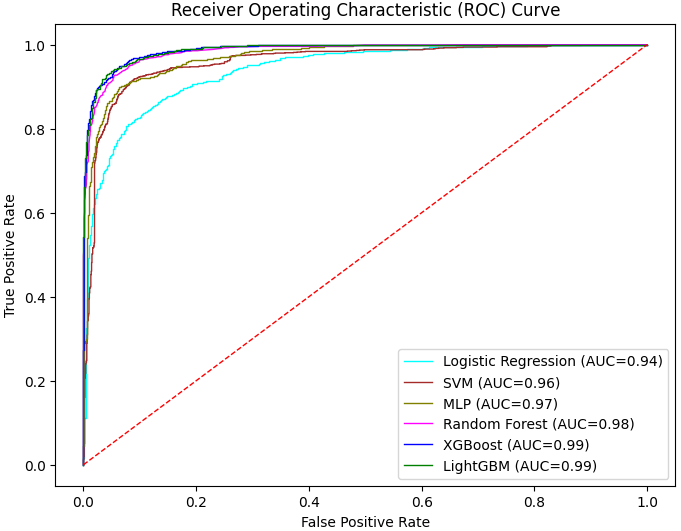 Receiver Operating Characteristic (ROC) Curve
True Positive Rate
1.0
0.8
0.6
0.4
0.2
0.0
Logistic Regression (AUC=0.94)
SVM (AUC=0.96)
MLP (AUC=0.97)
Random Forest (AUC=0.98)
XGBoost (AUC=0.99)
LightGBM (AUC=0.99)
0.0 0.2 0.4 0.6 0.8 1.0
False Positive Rate